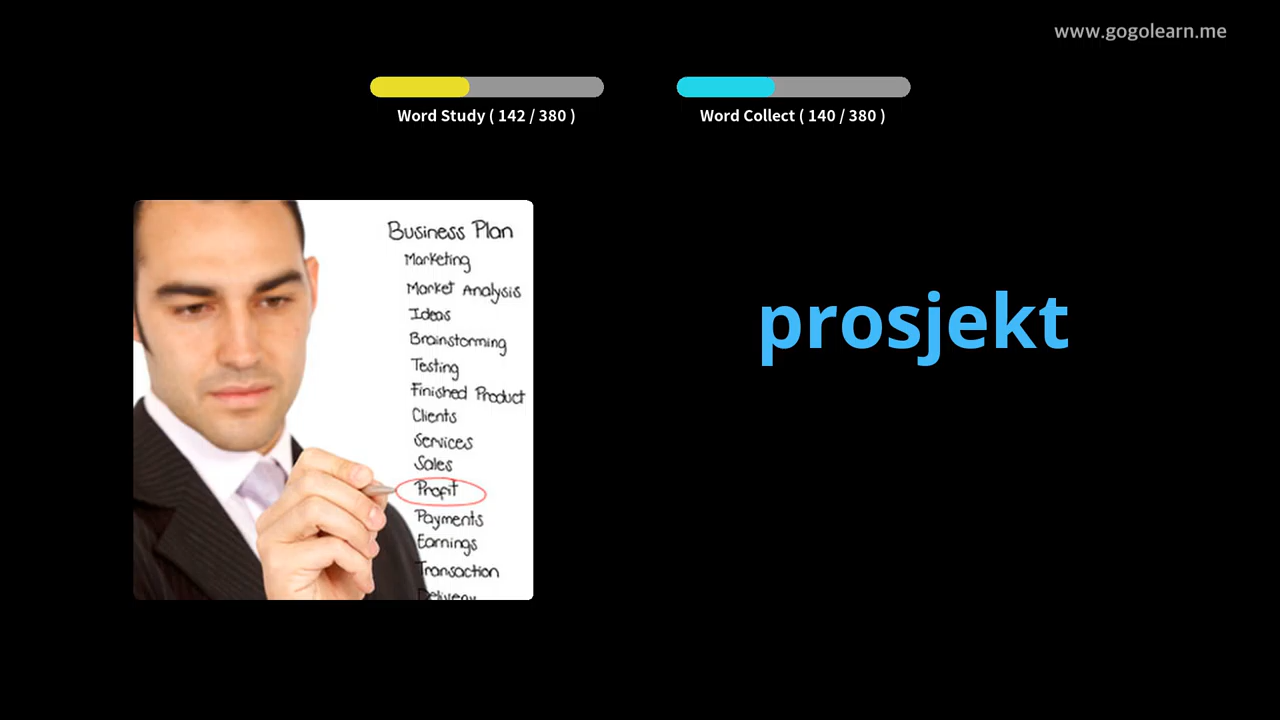 www.gogolearn.me
Word Study ( 142 / 380 )
Word Collect ( 140 / 380 )
Business Plan
Marketing
Market Analysis
Ideas
Brainstorming
Testing
Finished Product
Clients
Services
Sales
Profit
Payments
Earnings
Transaction
Delivery
prosjekt